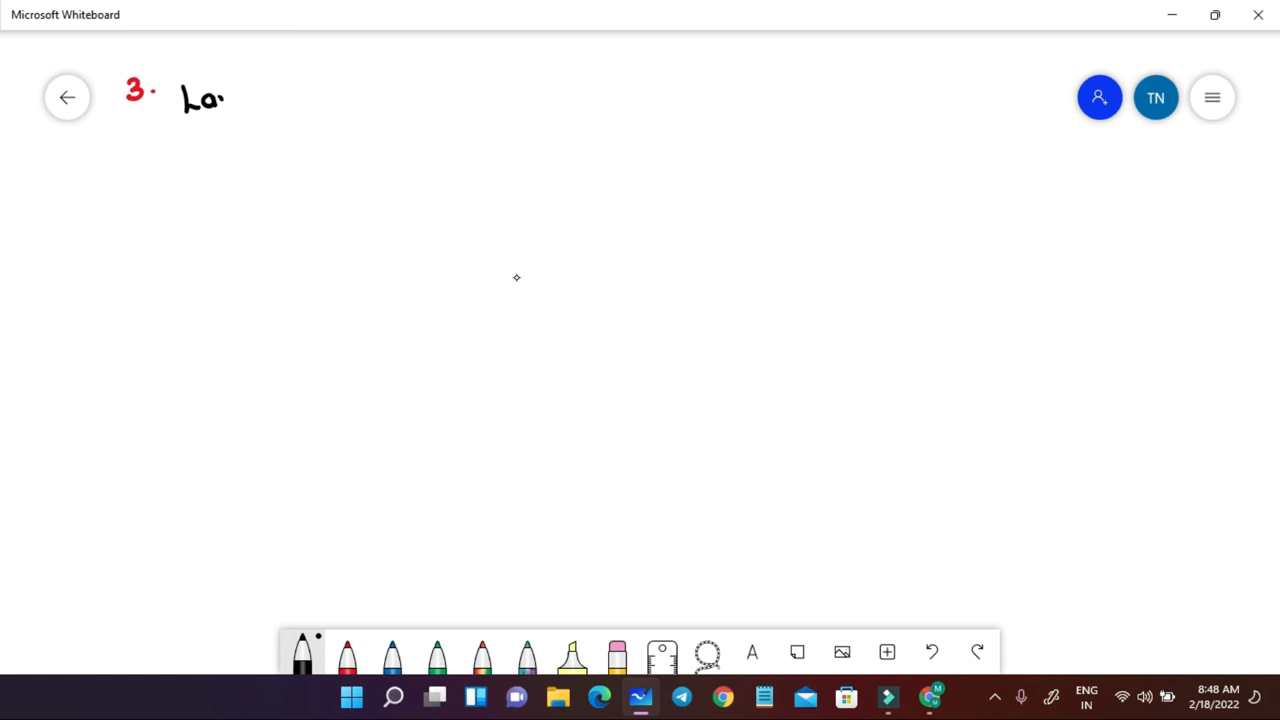 Microsoft Whiteboard
3. La
TN
A
ENG
IN
8:48 AM
2/18/2022